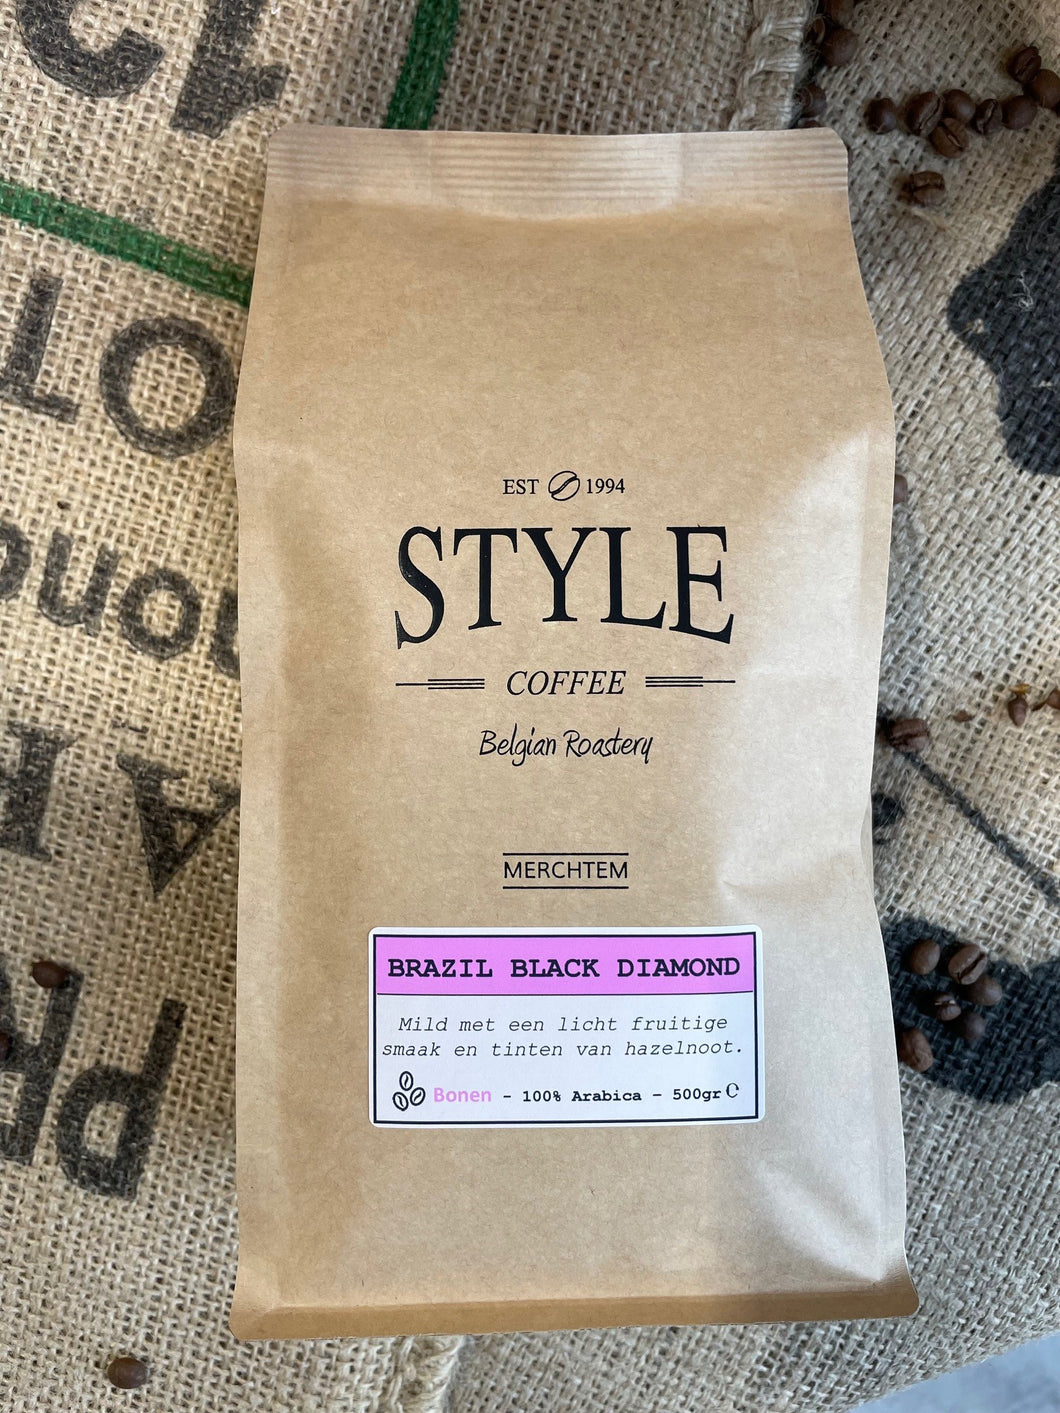 EST 1994
STYLE
COFFEE
Belgian Roastery
MERCHTEM
BRAZIL BLACK DIAMOND
Mild met een licht fruitige
smaak en tinten van hazelnoot.
Bonen - 100% Arabica - 500gr ℮